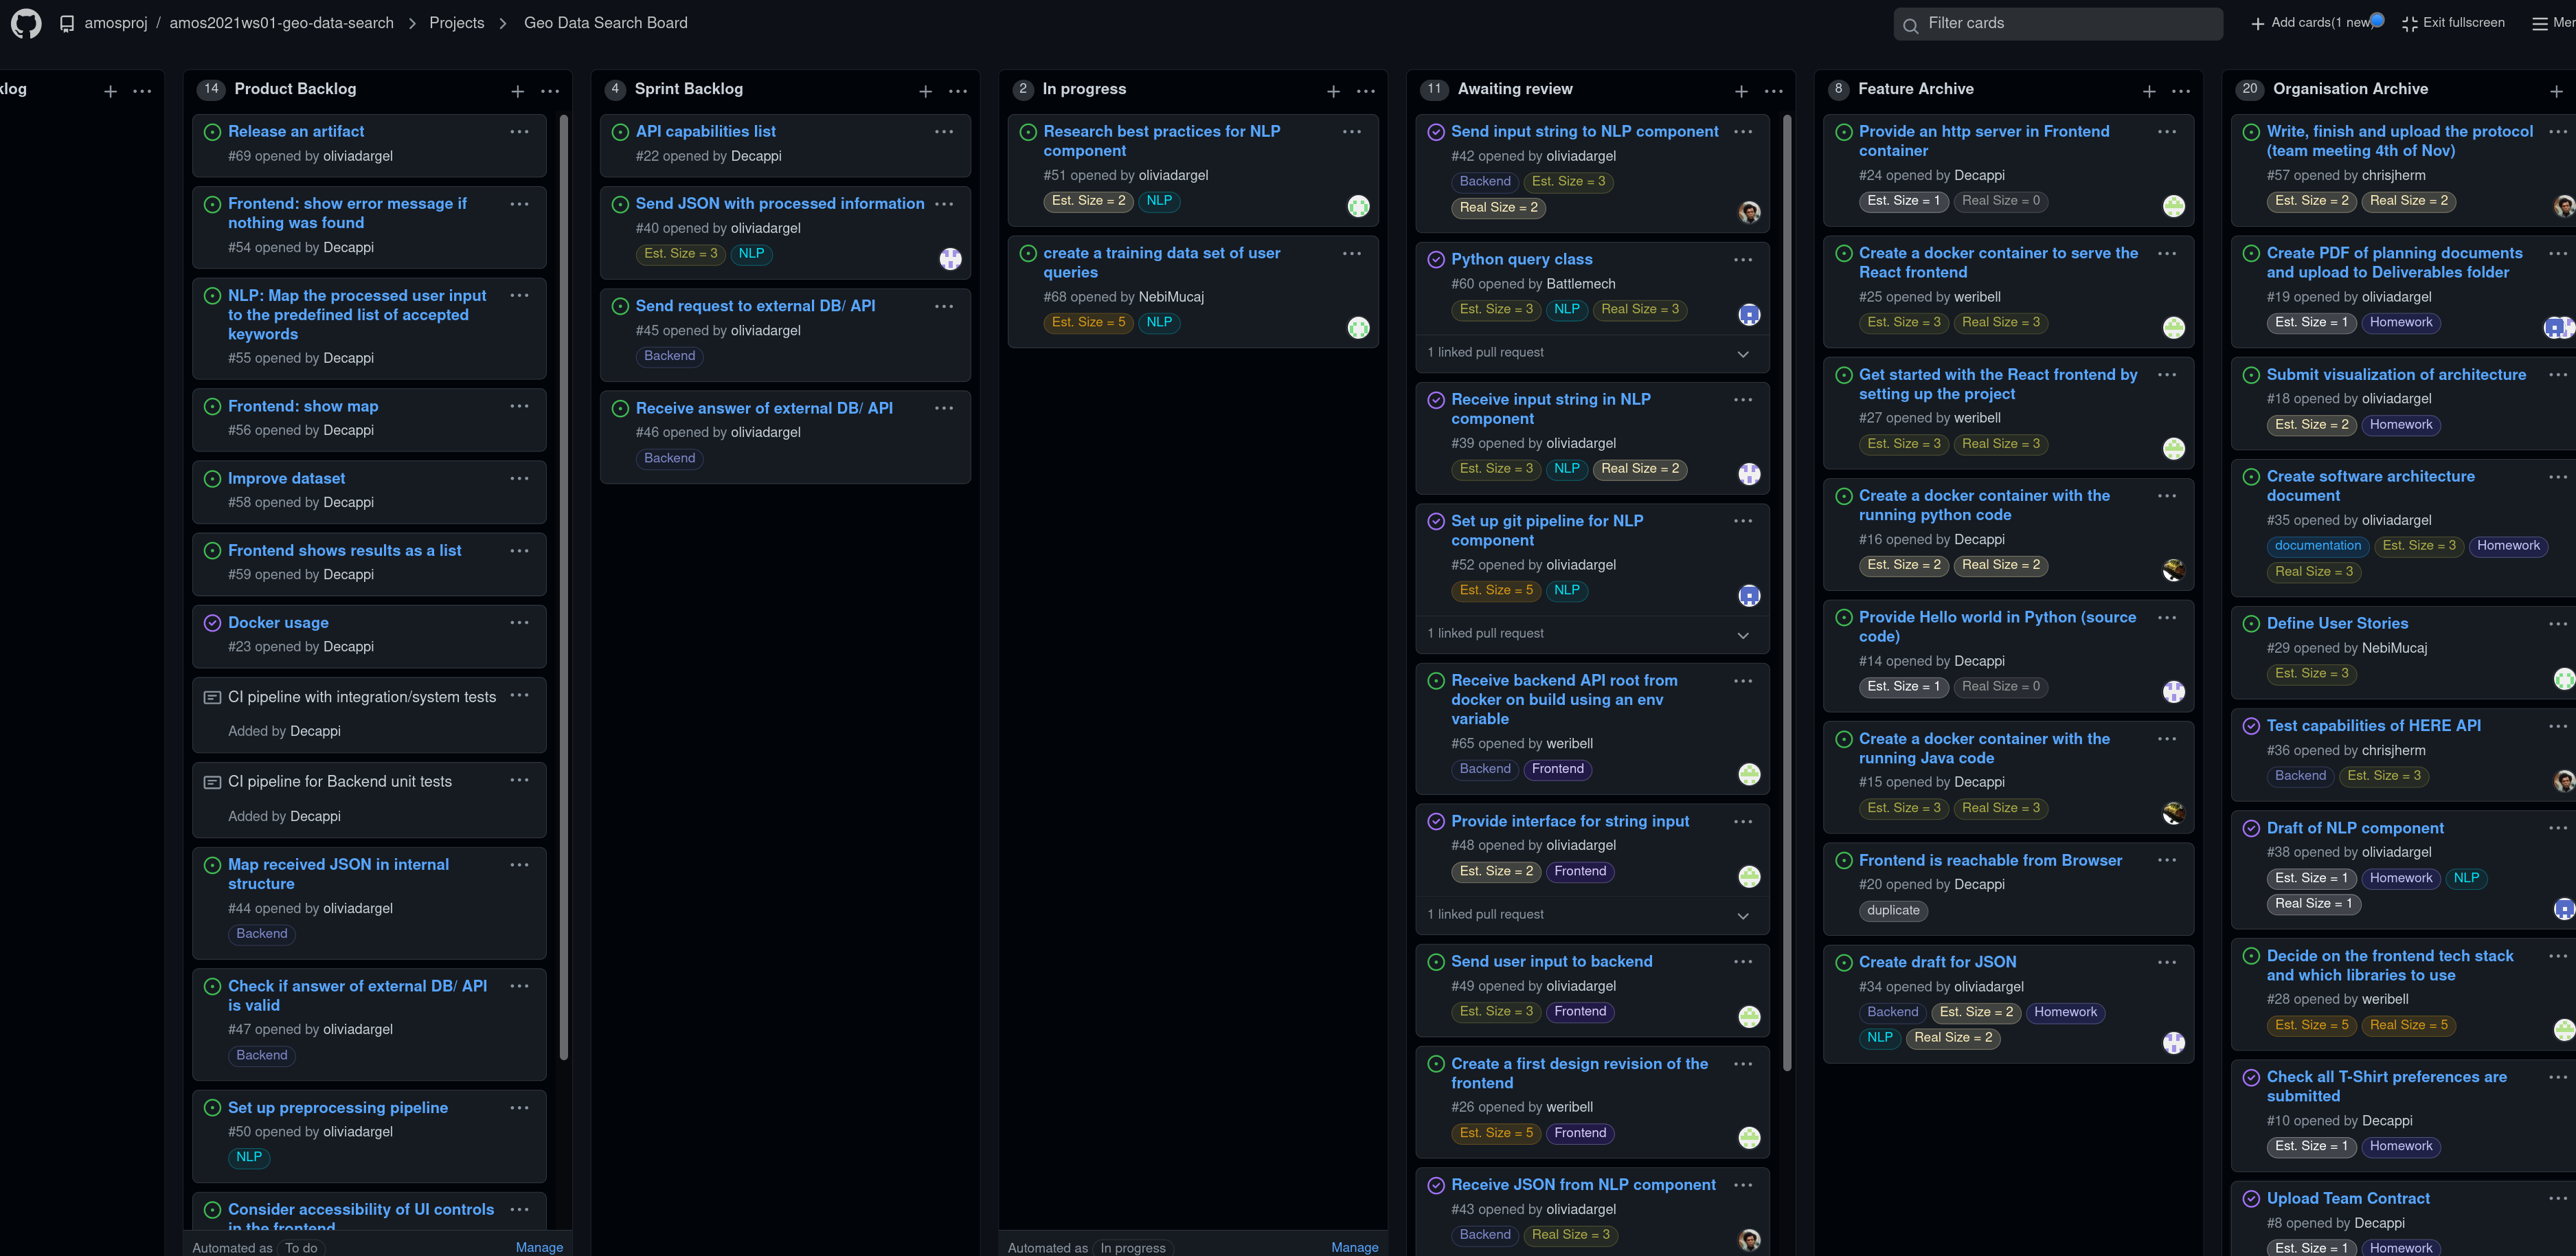 amosproj / amos2021ws01-geo-data-search > Projects > Geo Data Search Board
Filter cards
+ Add cards(1 new)
Exit fullscreen
14 Product Backlog
Release an artifact
#69 opened by oliviadargel
Frontend: show error message if
nothing was found
#54 opened by Decappi
NLP: Map the processed user input
to the predefined list of accepted
keywords
#55 opened by Decappi
Frontend: show map
#56 opened by Decappi
Improve dataset
#58 opened by Decappi
Frontend shows results as a list
#59 opened by Decappi
Docker usage
#23 opened by Decappi
CI pipeline with integration/system tests
Added by Decappi
CI pipeline for Backend unit tests
Added by Decappi
Map received JSON in internal
structure
#44 opened by oliviadargel
Backend
Check if answer of external DB/ API
is valid
#47 opened by oliviadargel
Backend
Set up preprocessing pipeline
#50 opened by oliviadargel
NLP
Consider accessibility of UI controls
in the frontend
Automated as To do Manage
4 Sprint Backlog
API capabilities list
#22 opened by Decappi
Send JSON with processed information
#40 opened by oliviadargel
Est. Size = 3 NLP
Send request to external DB/ API
#45 opened by oliviadargel
Backend
Receive answer of external DB/ API
#46 opened by oliviadargel
Backend
2 In progress
Research best practices for NLP
component
#51 opened by oliviadargel
Est. Size = 2 NLP
create a training data set of user
queries
#68 opened by NebiMucaj
Est. Size = 5 NLP
Automated as In progress Manage
11 Awaiting review
Send input string to NLP component
#42 opened by oliviadargel
Backend Est. Size = 3
Real Size = 2
Python query class
#60 opened by Battlemech
Est. Size = 3 NLP Real Size = 3
1 linked pull request
Receive input string in NLP
component
#39 opened by oliviadargel
Est. Size = 3 NLP Real Size = 2
Set up git pipeline for NLP
component
#52 opened by oliviadargel
Est. Size = 5 NLP
1 linked pull request
Receive backend API root from
docker on build using an env
variable
#65 opened by weribell
Backend Frontend
Provide interface for string input
#48 opened by oliviadargel
Est. Size = 2 Frontend
1 linked pull request
Send user input to backend
#49 opened by oliviadargel
Est. Size = 3 Frontend
Create a first design revision of the
frontend
#26 opened by weribell
Est. Size = 5 Frontend
Receive JSON from NLP component
#43 opened by oliviadargel
Backend Real Size = 3
8 Feature Archive
Provide an http server in Frontend
container
#24 opened by Decappi
Est. Size = 1 Real Size = 0
Create a docker container to serve the
React frontend
#25 opened by weribell
Est. Size = 3 Real Size = 3
Get started with the React frontend by
setting up the project
#27 opened by weribell
Est. Size = 3 Real Size = 3
Create a docker container with the
running python code
#16 opened by Decappi
Est. Size = 2 Real Size = 2
Provide Hello world in Python (source
code)
#14 opened by Decappi
Est. Size = 1 Real Size = 0
Create a docker container with the
running Java code
#15 opened by Decappi
Est. Size = 3 Real Size = 3
Frontend is reachable from Browser
#20 opened by Decappi
duplicate
Create draft for JSON
#34 opened by oliviadargel
Backend Est. Size = 2 Homework
NLP Real Size = 2
20 Organisation Archive
Write, finish and upload the protocol
(team meeting 4th of Nov)
#57 opened by chrisjherm
Est. Size = 2 Real Size = 2
Create PDF of planning documents
and upload to Deliverables folder
#19 opened by oliviadargel
Est. Size = 1 Homework
Submit visualization of architecture
#18 opened by oliviadargel
Est. Size = 2 Homework
Create software architecture
document
#35 opened by oliviadargel
documentation Est. Size = 3 Homework
Real Size = 3
Define User Stories
#29 opened by NebiMucaj
Est. Size = 3
Test capabilities of HERE API
#36 opened by chrisjherm
Backend Est. Size = 3
Draft of NLP component
#38 opened by oliviadargel
Est. Size = 1 Homework NLP
Real Size = 1
Decide on the frontend tech stack
and which libraries to use
#28 opened by weribell
Est. Size = 5 Real Size = 5
Check all T-Shirt preferences are
submitted
#10 opened by Decappi
Est. Size = 1 Homework
Upload Team Contract
#8 opened by Decappi
Est. Size = 1 Homework